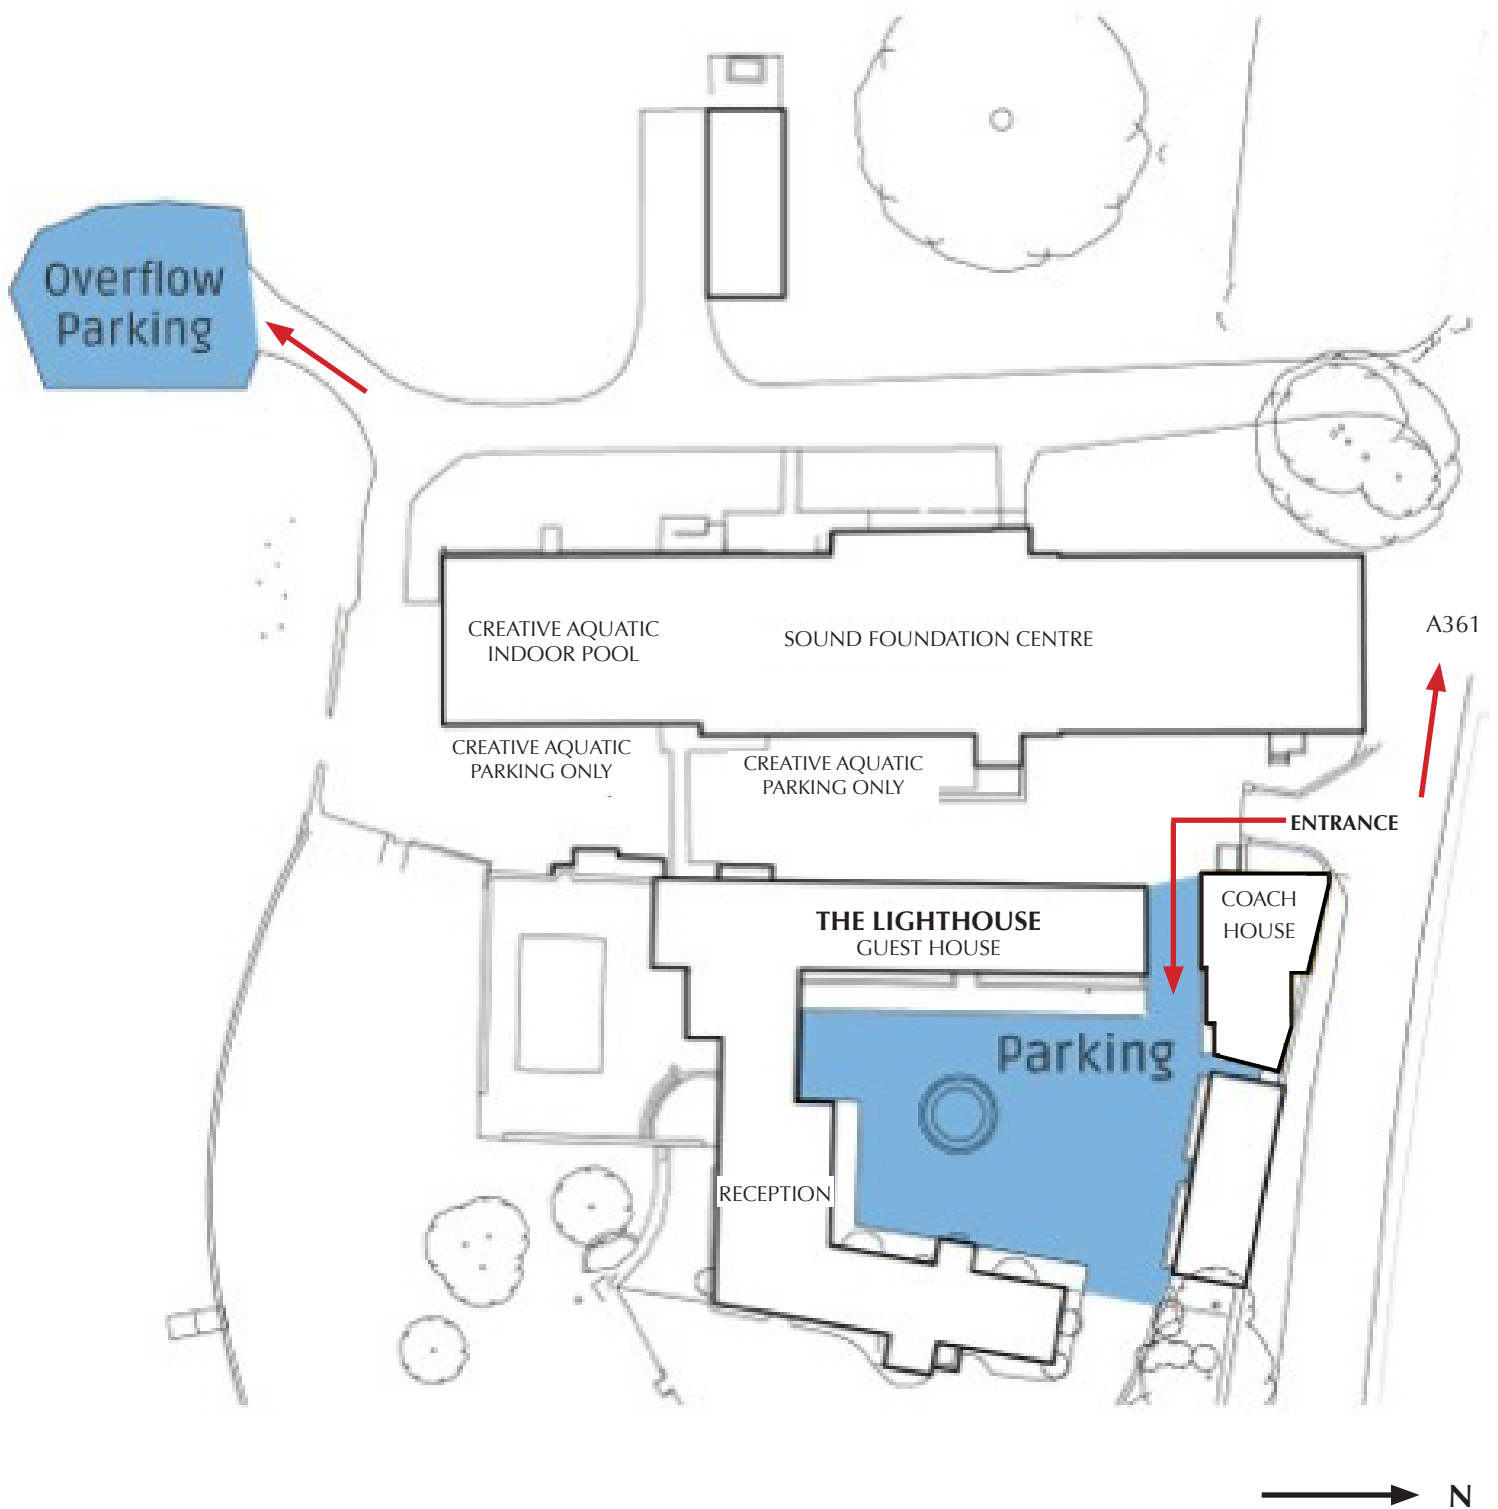 Overflow
Parking
CREATIVE AQUATIC
INDOOR POOL
SOUND FOUNDATION CENTRE
A361
CREATIVE AQUATIC
PARKING ONLY
CREATIVE AQUATIC
PARKING ONLY
ENTRANCE
COACH
HOUSE
THE LIGHTHOUSE
GUEST HOUSE
Parking
RECEPTION
N